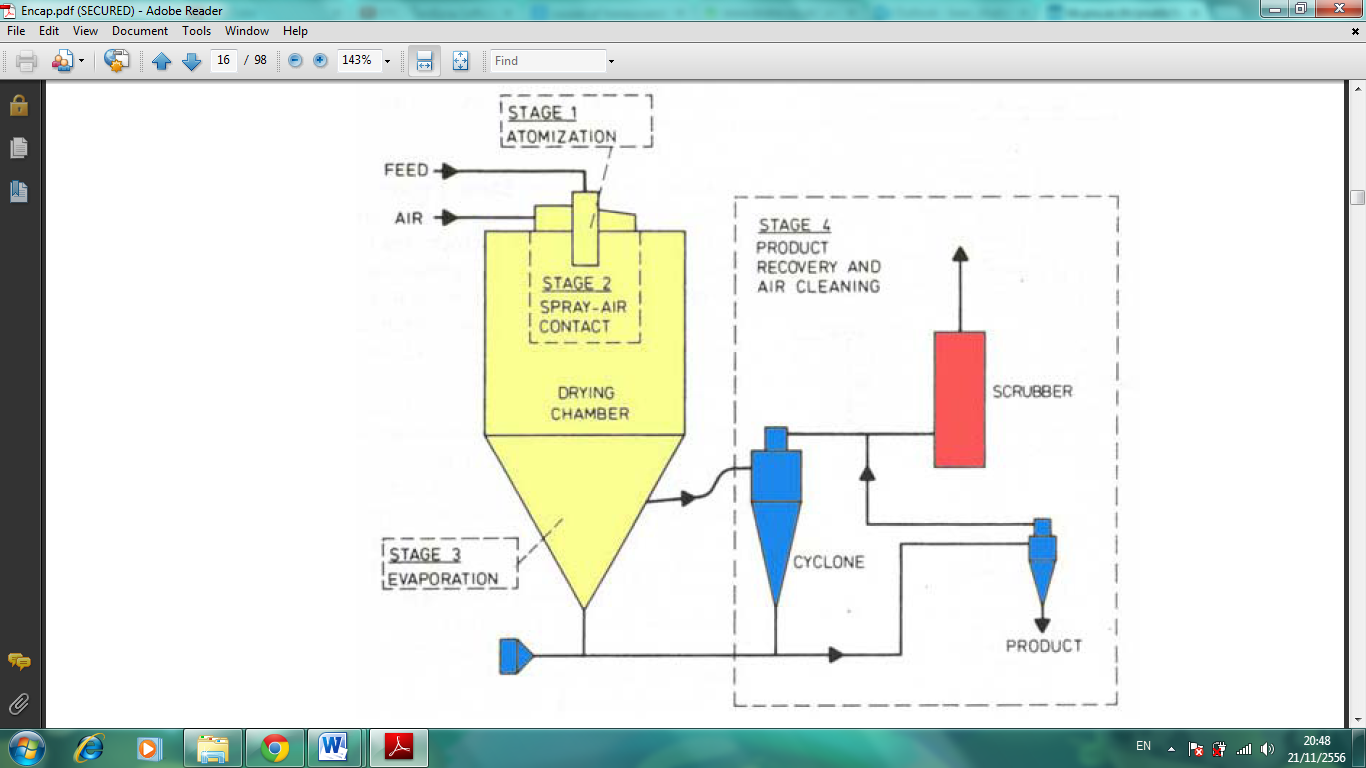 Encap.pdf (SECURED) - Adobe Reader
File Edit View Document Tools Window Help
16 / 98 143% Find
STAGE 1
ATOMIZATION
FEED
AIR
STAGE 2
SPRAY-AIR
CONTACT
DRYING
CHAMBER
STAGE 3
EVAPORATION
STAGE 4
PRODUCT
RECOVERY AND
AIR CLEANING
SCRUBBER
CYCLONE
PRODUCT
EN
20:48
21/11/2556